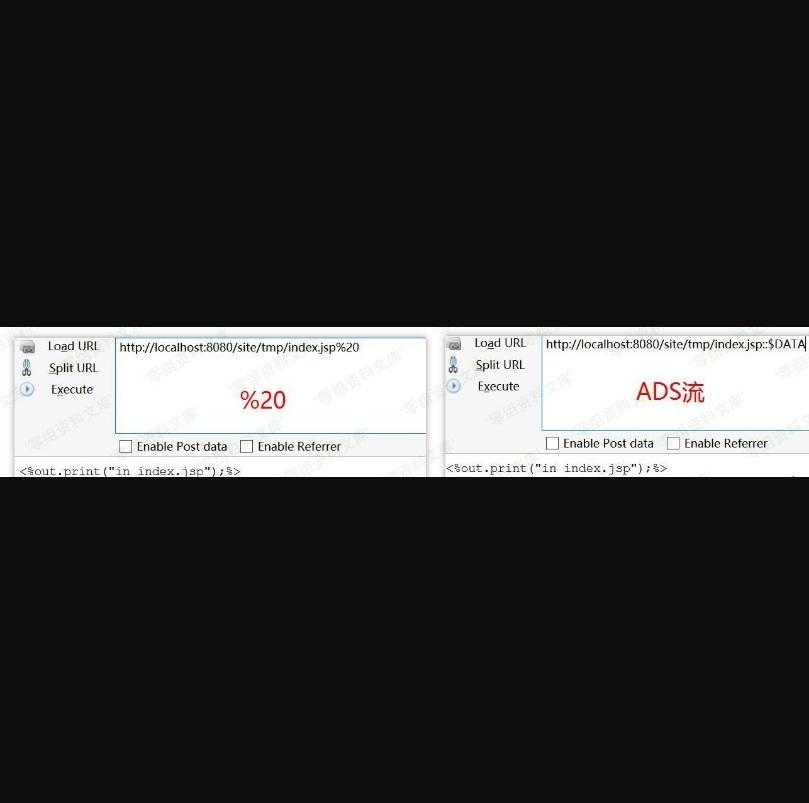 Load URL
http://localhost:8080/site/tmp/index.jsp%20
Split URL
Execute
%20
Enable Post data
Enable Referrer
<%out.print("in index.jsp");%>
Load URL
http://localhost:8080/site/tmp/index.jsp::$DATA
Split URL
Execute
ADS流
Enable Post data
Enable Referrer
<%out.print("in index.jsp");%>
零组资料文库